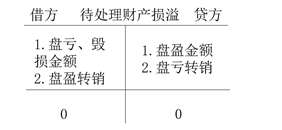 借方 待处理财产损溢 贷方
1.盘亏、毁
损金额
2.盘盈转销
1.盘盈金额
2.盘亏转销
0 0